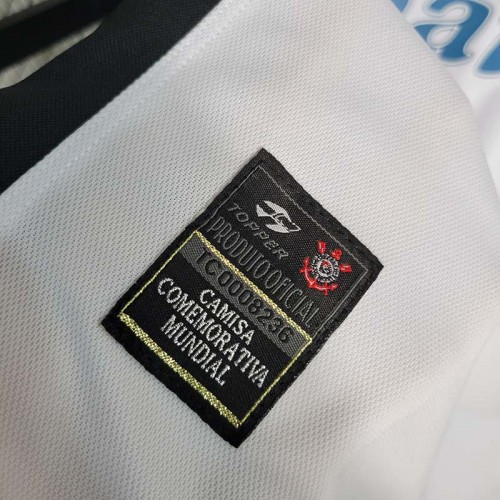 TOPPER
PRODUTO OFICIAL
TC0008236
CAMISA
COMEMORATIVA
MUNDIAL